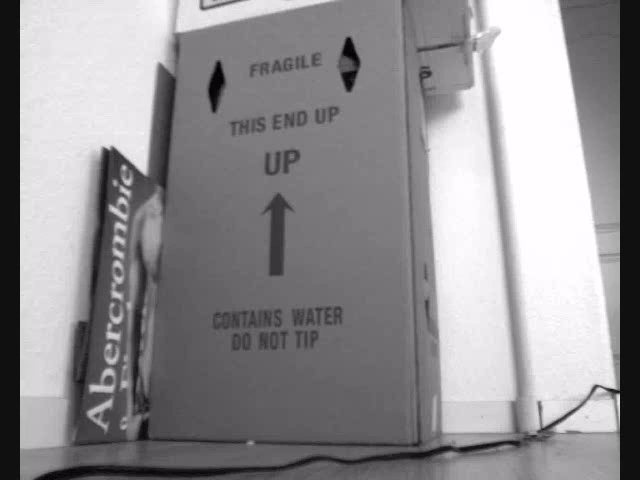 FRAGILE
THIS END UP
UP
CONTAINS WATER
DO NOT TIP
Abercrombie
&